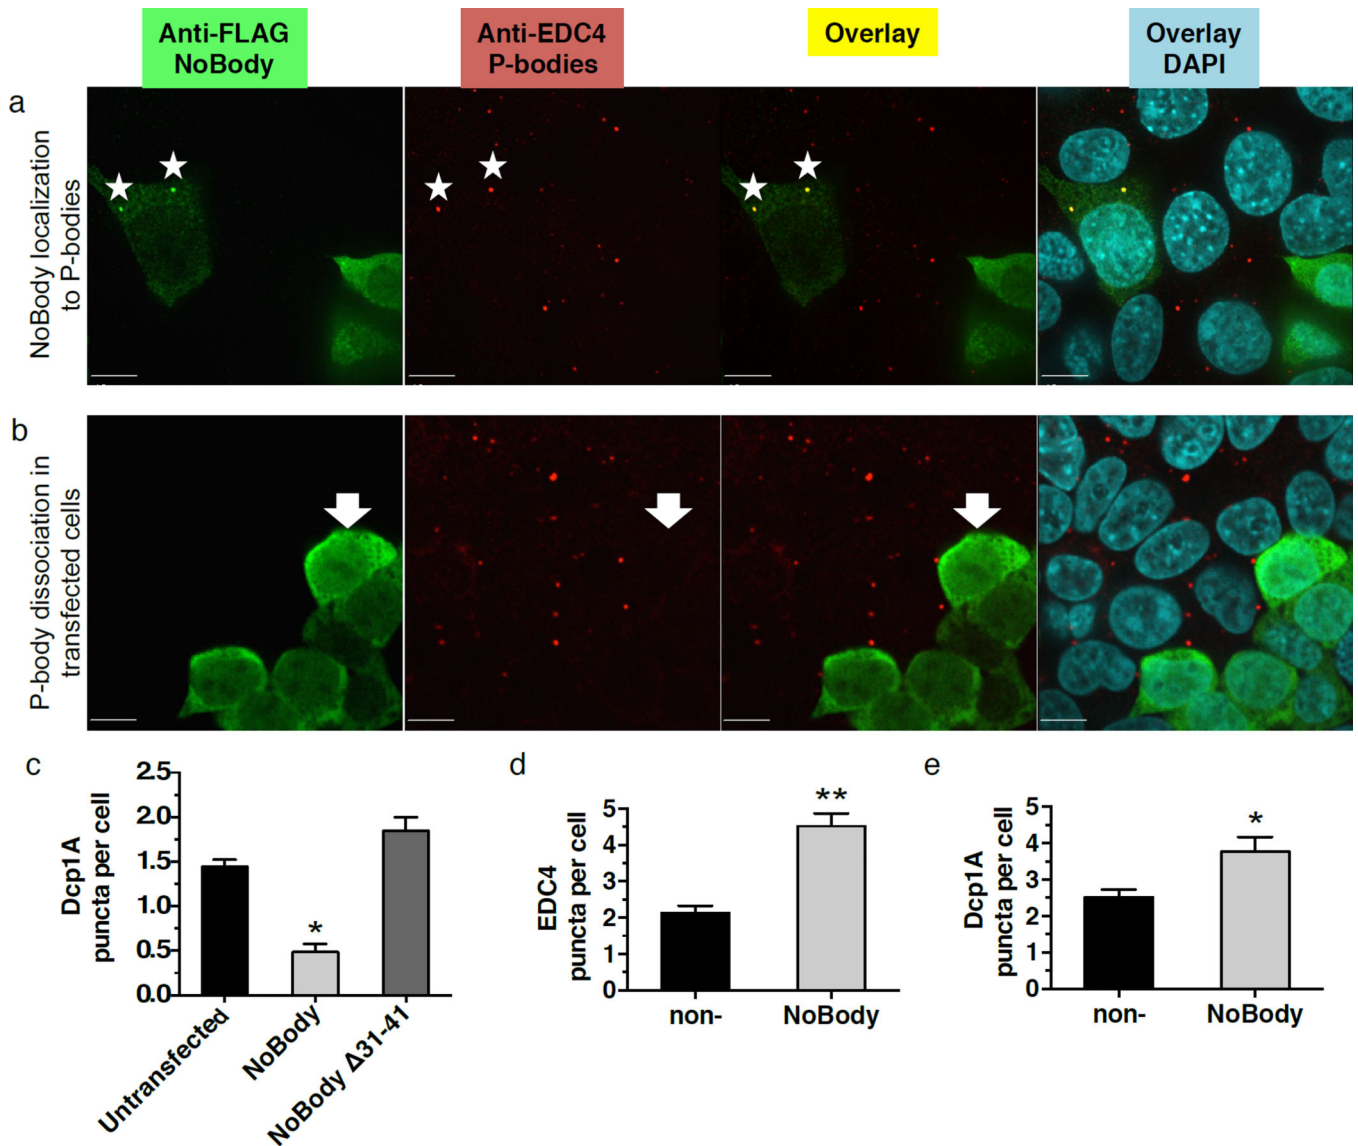 Anti-FLAG
NoBody
Anti-EDC4
P-bodies
Overlay
Overlay
DAPI
a
NoBody localization
to P-bodies
b
P-body dissociation in
transfected cells
c
Dcp1A
puncta per cell
2.5
2.0
1.5
1.0
0.5
0.0
*
Untransfected
NoBody
NoBody Δ31-41
d
EDC4
puncta per cell
5
4
3
2
1
0
**
non-
NoBody
e
Dcp1A
puncta per cell
5
4
3
2
1
0
*
non-
NoBody